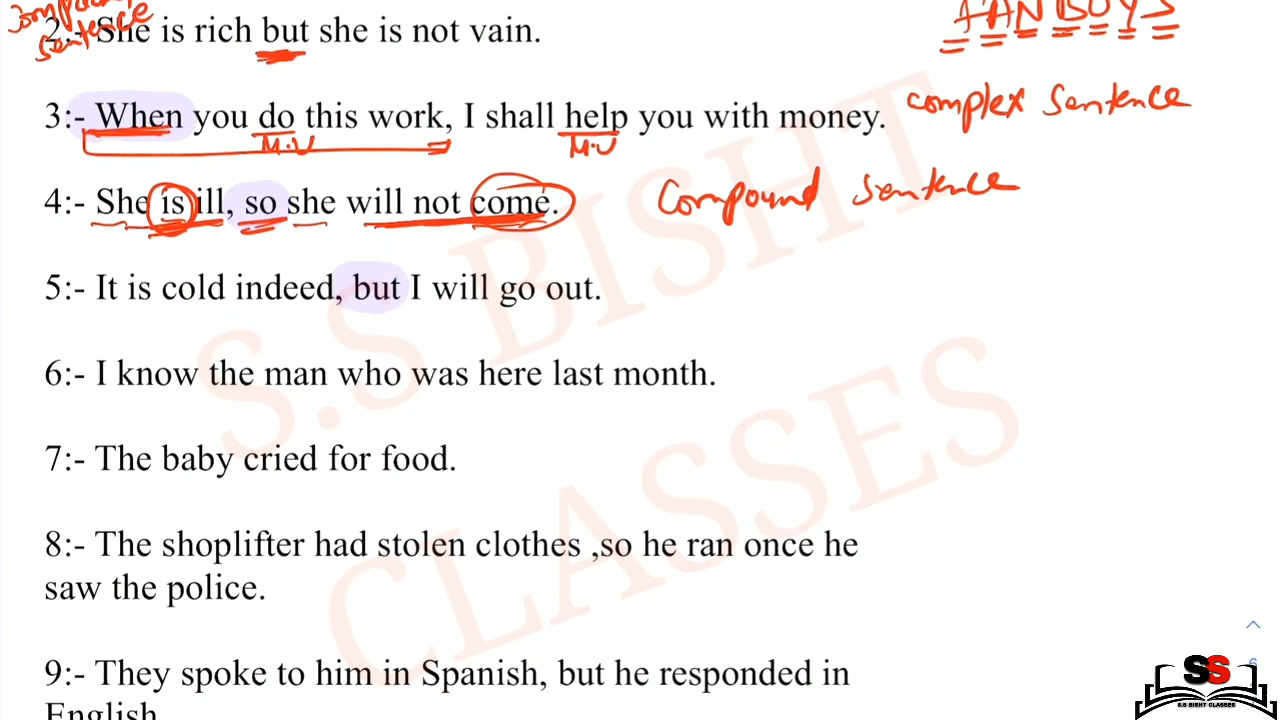 compound
sentence
FANBOYS
2:- She is rich but she is not vain.
3:- When you do this work, I shall help you with money. complex sentence
M.V M.V
4:- She is ill, so she will not come. Compound sentence
5:- It is cold indeed, but I will go out.
6:- I know the man who was here last month.
7:- The baby cried for food.
8:- The shoplifter had stolen clothes ,so he ran once he
saw the police.
9:- They spoke to him in Spanish, but he responded in
English
S.S BISHT
CLASSES
6
SS
S.S BISHT CLASSES